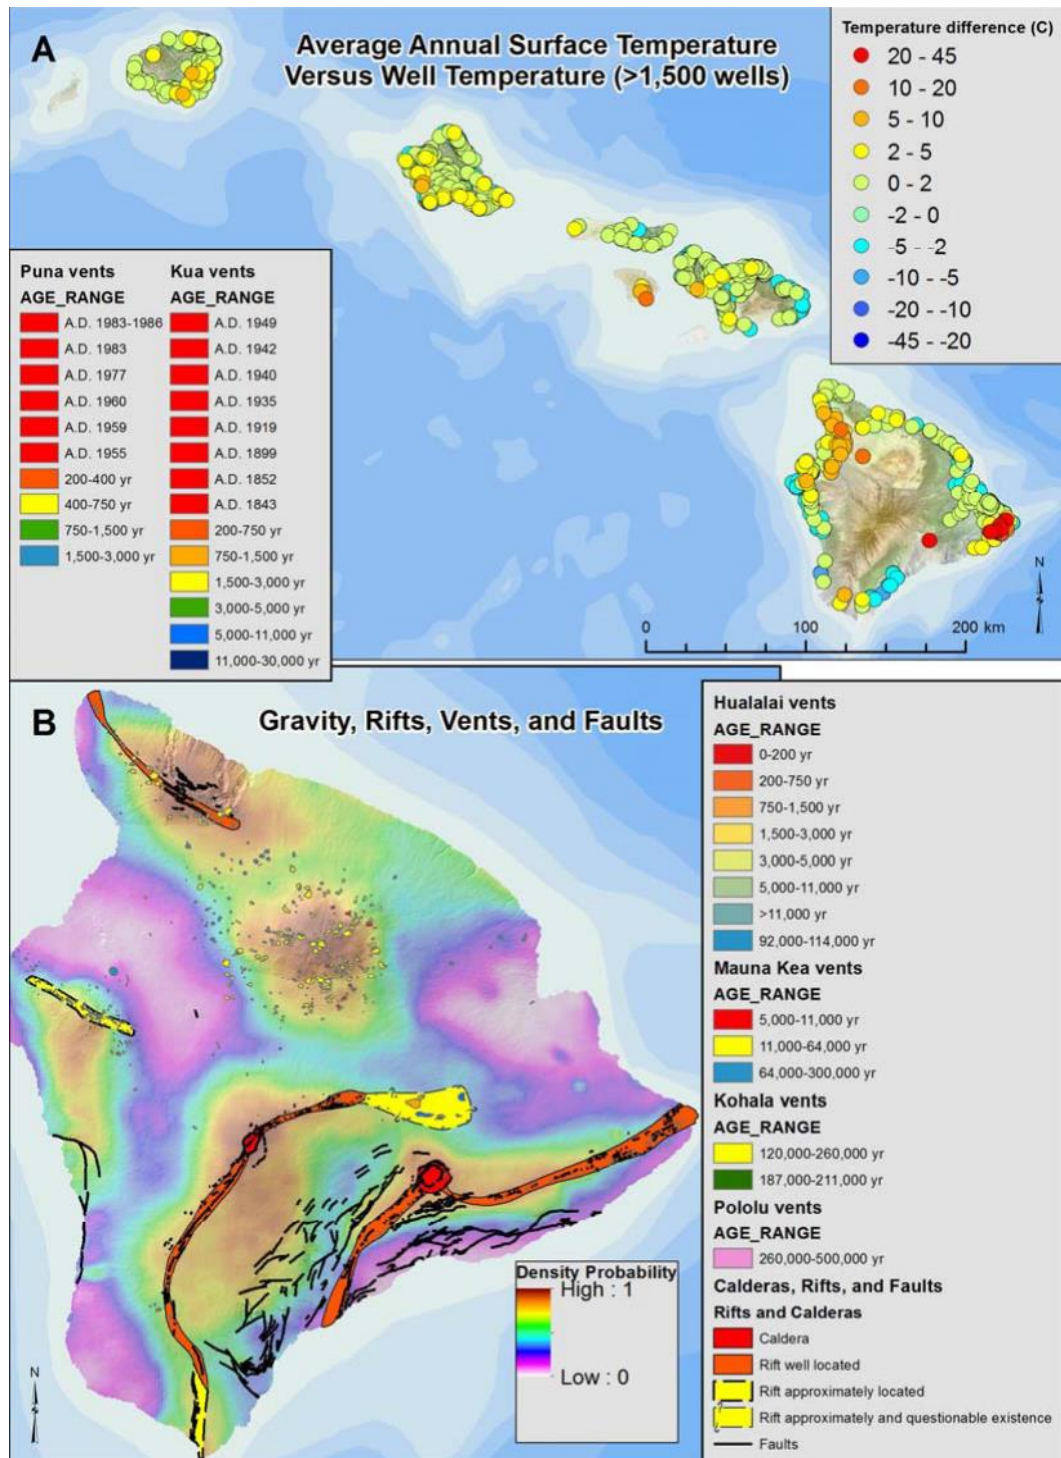 A
Average Annual Surface Temperature
Versus Well Temperature (>1,500 wells)
Temperature difference (C)
20 - 45
10 - 20
5 - 10
2 - 5
0 - 2
-2 - 0
-5 - -2
-10 - -5
-20 - -10
-45 - -20
Puna vents
AGE_RANGE
A.D. 1983-1986
A.D. 1983
A.D. 1977
A.D. 1960
A.D. 1959
A.D. 1955
200-400 yr
400-750 yr
750-1,500 yr
1,500-3,000 yr
Kua vents
AGE_RANGE
A.D. 1949
A.D. 1942
A.D. 1940
A.D. 1935
A.D. 1919
A.D. 1899
A.D. 1852
A.D. 1843
200-750 yr
750-1,500 yr
1,500-3,000 yr
3,000-5,000 yr
5,000-11,000 yr
11,000-30,000 yr
N
0 100 200 km
B
Gravity, Rifts, Vents, and Faults
N
Density Probability
High : 1
Low : 0
Hualalai vents
AGE_RANGE
0-200 yr
200-750 yr
750-1,500 yr
1,500-3,000 yr
3,000-5,000 yr
5,000-11,000 yr
>11,000 yr
92,000-114,000 yr
Mauna Kea vents
AGE_RANGE
5,000-11,000 yr
11,000-64,000 yr
64,000-300,000 yr
Kohala vents
AGE_RANGE
120,000-260,000 yr
187,000-211,000 yr
Pololu vents
AGE_RANGE
260,000-500,000 yr
Calderas, Rifts, and Faults
Rifts and Calderas
Caldera
Rift well located
Rift approximately located
Rift approximately and questionable existence
Faults